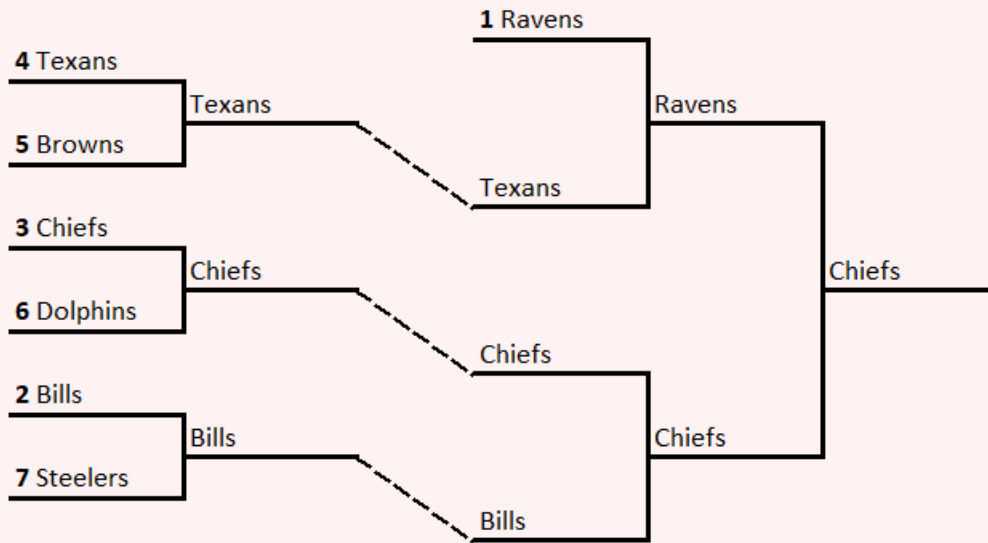 1 Ravens
4 Texans
Texans
Ravens
5 Browns
Texans
3 Chiefs
Chiefs
Chiefs
6 Dolphins
Chiefs
2 Bills
Bills
Chiefs
7 Steelers
Bills